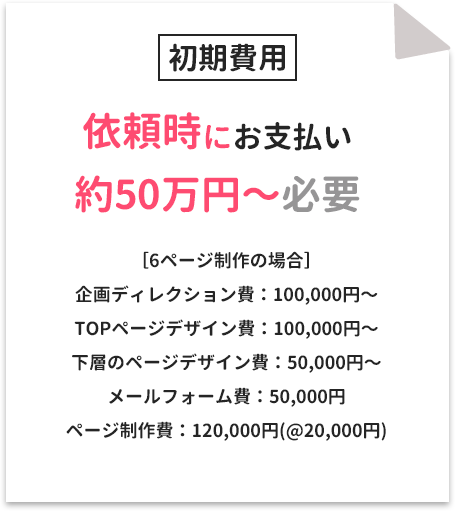 初期費用
依頼時にお支払い
約50万円〜必要
［6ページ制作の場合］
企画ディレクション費：100,000円〜
TOPページデザイン費：100,000円〜
下層のページデザイン費：50,000円〜
メールフォーム費：50,000円
ページ制作費：120,000円(@20,000円)